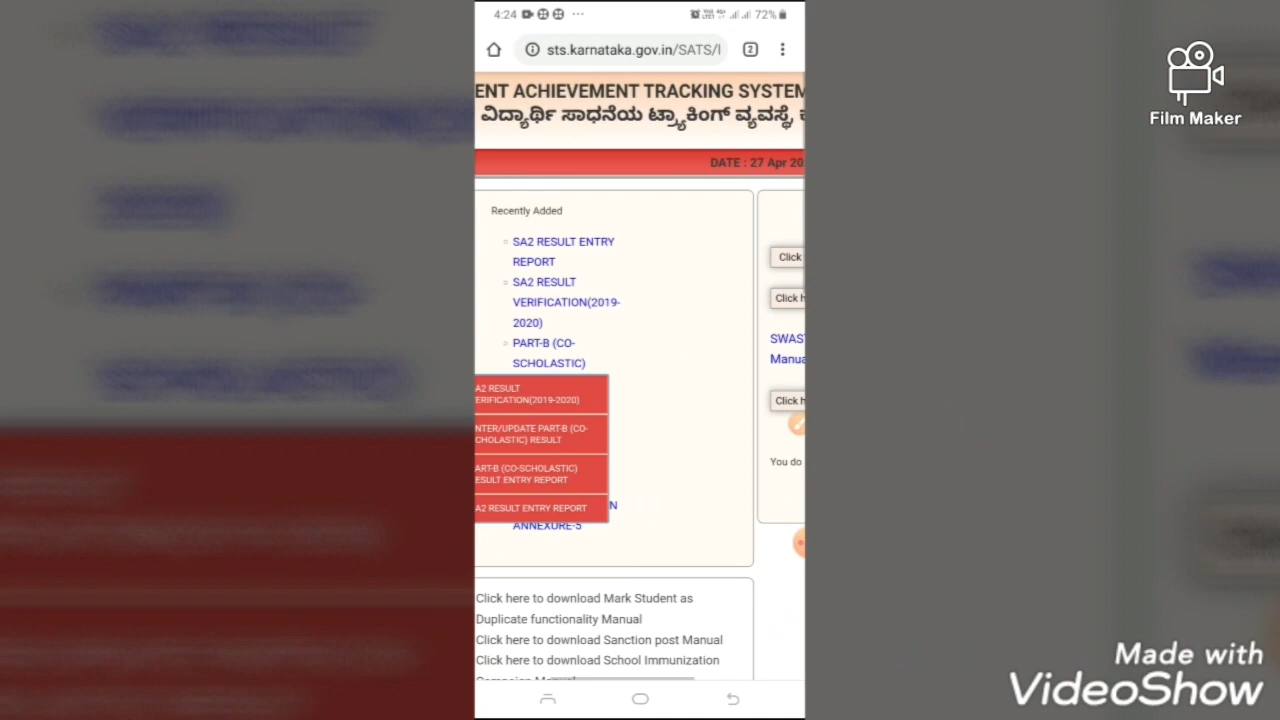 4:24
72%
sts.karnataka.gov.in/SATS/
2
ENT ACHIEVEMENT TRACKING SYSTEM
ವಿದ್ಯಾರ್ಥಿ ಸಾಧನೆಯ ಟ್ರ್ಯಾಕಿಂಗ್ ವ್ಯವಸ್ಥೆ,
DATE : 27 Apr 20
Recently Added
SA2 RESULT ENTRY
REPORT
SA2 RESULT
VERIFICATION(2019-
2020)
PART-B (CO-
SCHOLASTIC)
A2 RESULT
ERIFICATION(2019-2020)
NTER/UPDATE PART-B (CO-
CHOLASTIC) RESULT
ART-B (CO-SCHOLASTIC)
ESULT ENTRY REPORT
A2 RESULT ENTRY REPORT
N
ANNEXURE-5
Click
Click h
SWAS
Manua
Click h
You do
Click here to download Mark Student as
Duplicate functionality Manual
Click here to download Sanction post Manual
Click here to download School Immunization
Film Maker
Made with
VideoShow